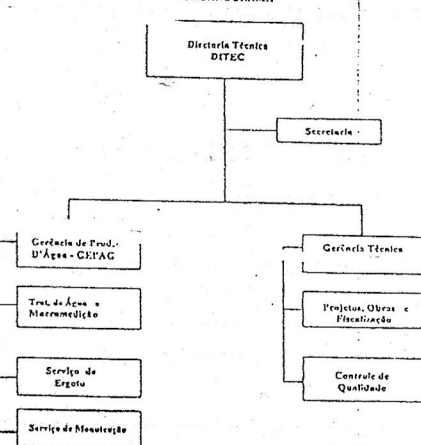 Diretoria Técnica
DITEC
Secretaria
Gerência de Prod.
D'Água - CEPAG
Gerência Técnica
Trat. de Água e
Macromedição
Projetos, Obras e
Fiscalização
Serviço de
Esgoto
Controle de
Qualidade
Serviço de Manutenção